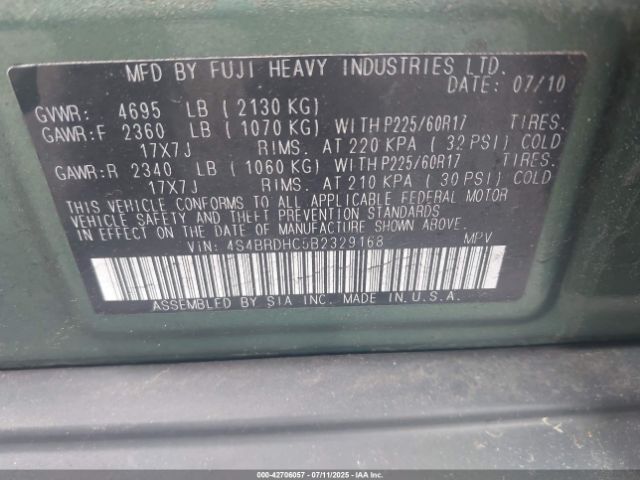 MFD BY FUJI HEAVY INDUSTRIES LTD.
DATE: 07/10
GVWR: 4695 LB ( 2130 KG)
GAWR:F 2360 LB ( 1070 KG) WITH P225/60R17 TIRES.
17X7J RIMS. AT 220 KPA ( 32 PSI) COLD
GAWR:R 2340 LB ( 1060 KG) WITH P225/60R17 TIRES.
17X7J RIMS. AT 210 KPA ( 30 PSI) COLD
THIS VEHICLE CONFORMS TO ALL APPLICABLE FEDERAL MOTOR
VEHICLE SAFETY AND THEFT PREVENTION STANDARDS
IN EFFECT ON THE DATE OF MANUFACTURE SHOWN ABOVE.
VIN: 4S4BRDHC5B2329168 MPV
ASSEMBLED BY SIA INC. MADE IN U.S.A.
000-42706057 - 07/11/2025 - IAAI.COM